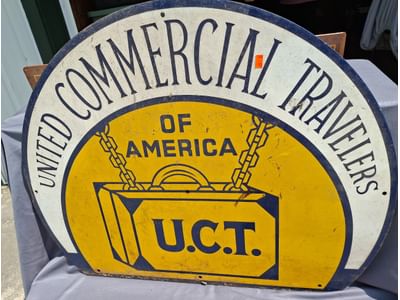 UNITED COMMERCIAL TRAVELERS
OF
AMERICA
U.C.T.